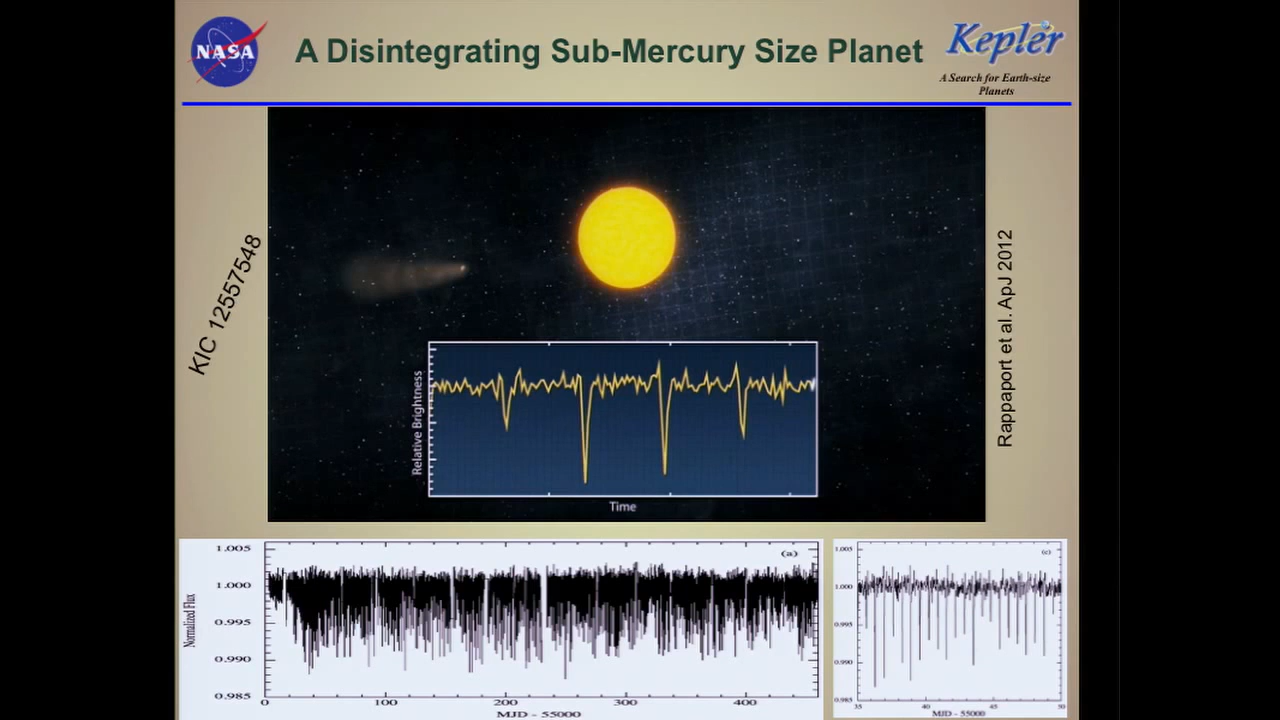 NASA
A Disintegrating Sub-Mercury Size Planet
Kepler
A Search for Earth-size
Planets
KIC 12557548
Rappaport et al. ApJ 2012
Relative Brightness
Time
(a)
1.005
1.000
0.995
0.990
0.985
Normalized Flux
0
100
200
300
400
MJD - 55000
(c)
1.005
1.000
0.995
0.990
0.985
35
40
45
50
MJD - 55000